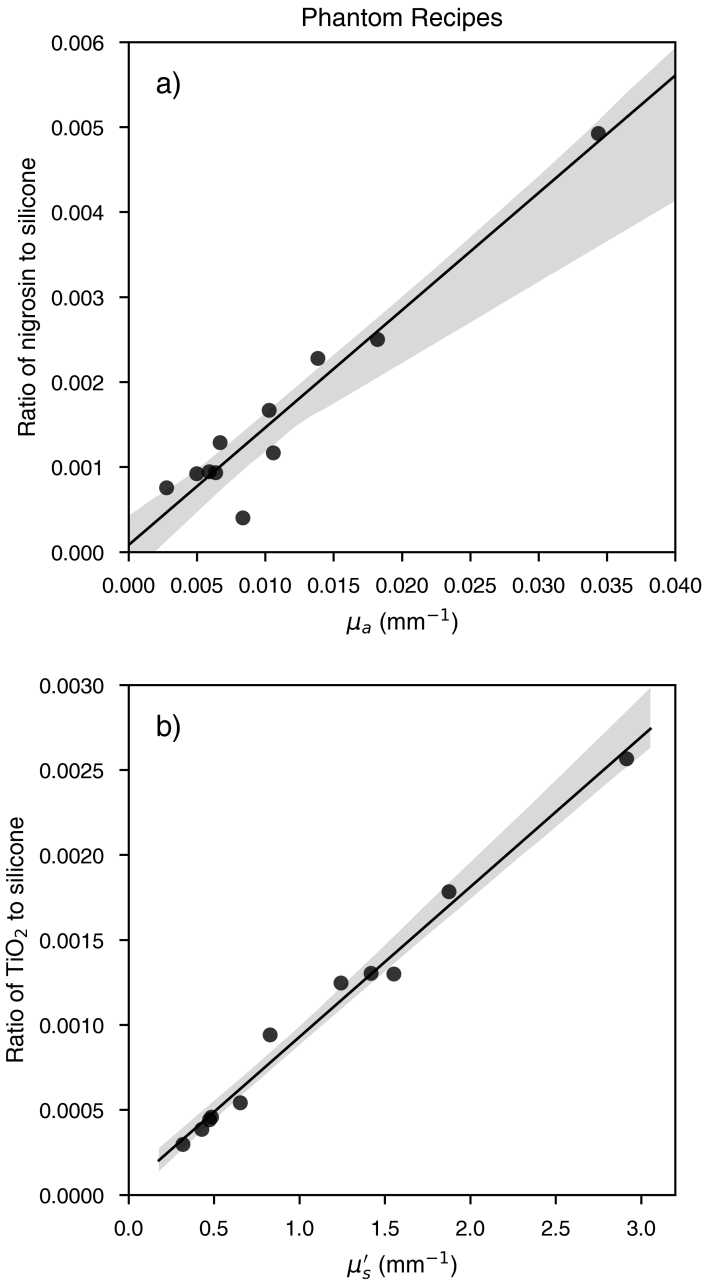 Phantom Recipes
a)
0.006
0.005
0.004
0.003
0.002
0.001
0.000
Ratio of nigrosin to silicone
0.000 0.005 0.010 0.015 0.020 0.025 0.030 0.035 0.040
μₐ (mm⁻¹)
b)
0.0030
0.0025
0.0020
0.0015
0.0010
0.0005
0.0000
Ratio of TiO₂ to silicone
0.0 0.5 1.0 1.5 2.0 2.5 3.0
μ′ₛ (mm⁻¹)